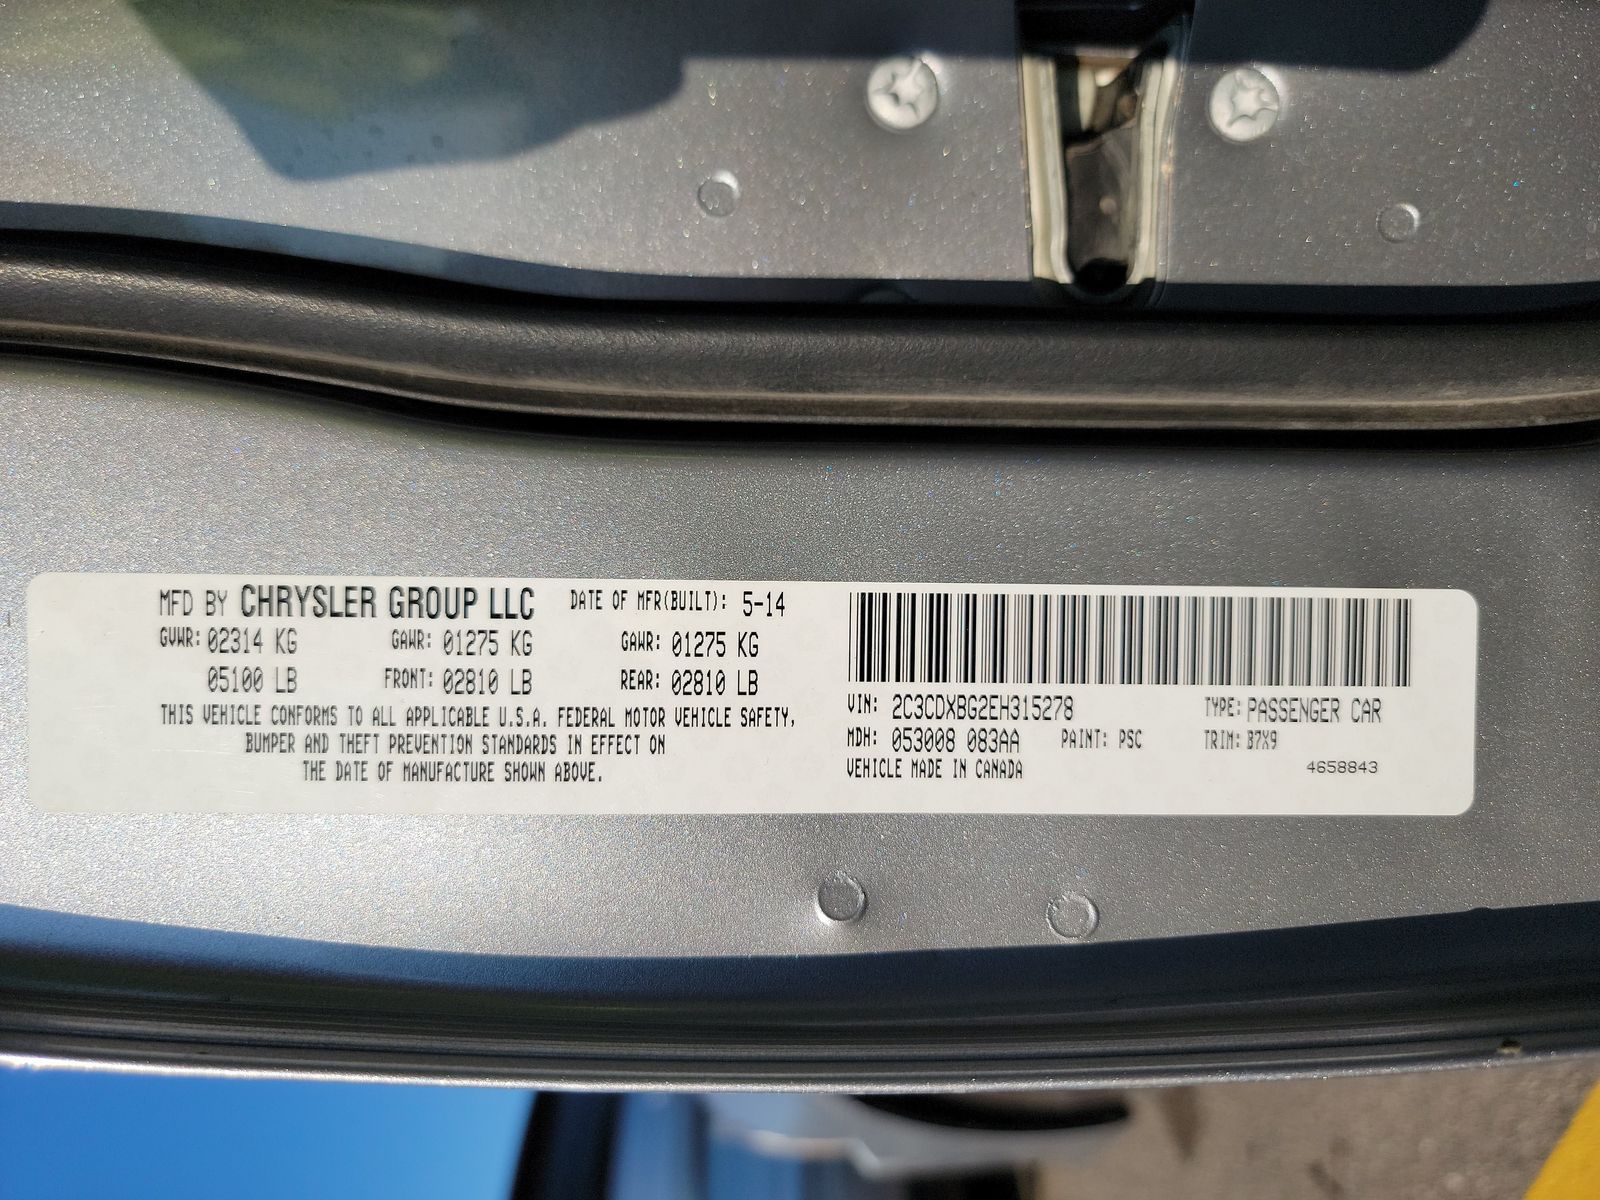 MFD BY CHRYSLER GROUP LLC DATE OF MFR(BUILT): 5-14
GVWR: 02314 KG GAWR: 01275 KG GAWR: 01275 KG
05100 LB FRONT: 02810 LB REAR: 02810 LB
THIS VEHICLE CONFORMS TO ALL APPLICABLE U.S.A. FEDERAL MOTOR VEHICLE SAFETY,
BUMPER AND THEFT PREVENTION STANDARDS IN EFFECT ON
THE DATE OF MANUFACTURE SHOWN ABOVE.
VIN: 2C3CDXBG2EH315278 TYPE: PASSENGER CAR
MDH: 053008 083AA PAINT: PSC TRIM: B7X9
VEHICLE MADE IN CANADA
4658843